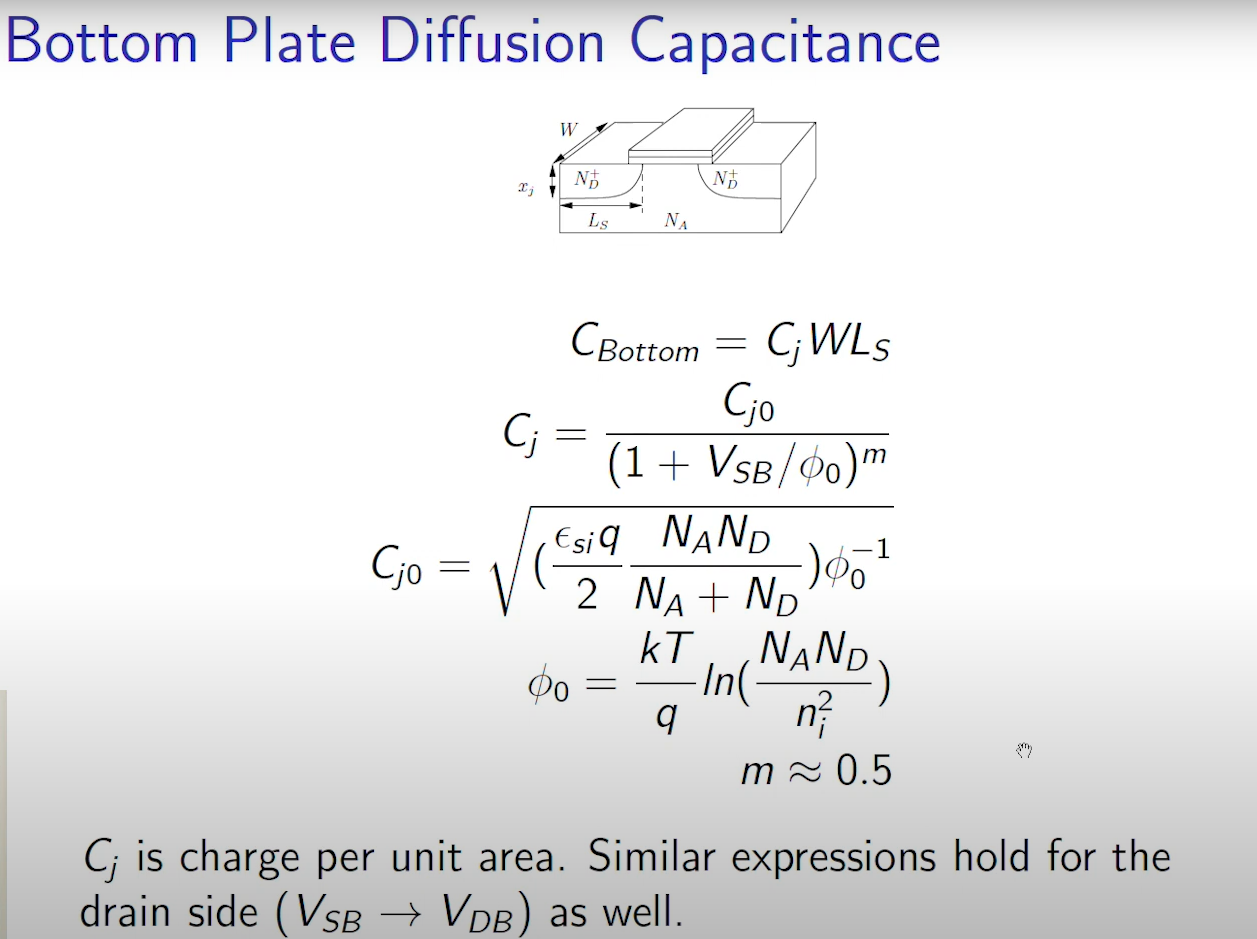 Bottom Plate Diffusion Capacitance
W
x_j
N_D^+
N_D^+
L_S
N_A
C_{Bottom} = C_j W L_S
C_j = \frac{C_{j0}}{(1 + V_{SB}/\phi_0)^m}
C_{j0} = \sqrt{(\frac{\epsilon_{si} q}{2} \frac{N_A N_D}{N_A + N_D}) \phi_0^{-1}}
\phi_0 = \frac{kT}{q} ln(\frac{N_A N_D}{n_i^2})
m ≈ 0.5
C_j is charge per unit area. Similar expressions hold for the
drain side (V_{SB} → V_{DB}) as well.